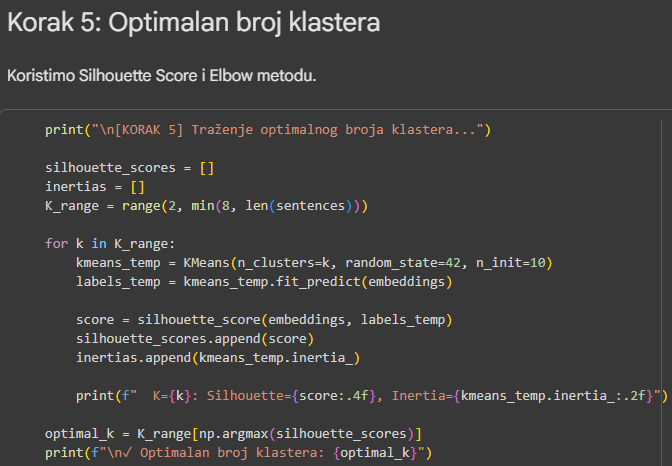 Korak 5: Optimalan broj klastera
Koristimo Silhouette Score i Elbow metodu.
print("\n[KORAK 5] Traženje optimalnog broja klastera...")
silhouette_scores = []
inertias = []
K_range = range(2, min(8, len(sentences)))
for k in K_range:
    kmeans_temp = KMeans(n_clusters=k, random_state=42, n_init=10)
    labels_temp = kmeans_temp.fit_predict(embeddings)
    score = silhouette_score(embeddings, labels_temp)
    silhouette_scores.append(score)
    inertias.append(kmeans_temp.inertia_)
    print(f"  K={k}: Silhouette={score:.4f}, Inertia={kmeans_temp.inertia_:.2f}")
optimal_k = K_range[np.argmax(silhouette_scores)]
print(f"\n✓ Optimalan broj klastera: {optimal_k}")